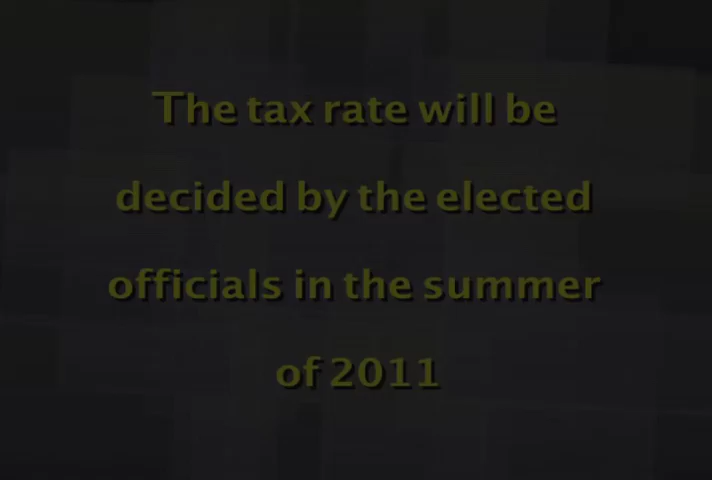 The tax rate will be
decided by the elected
officials in the summer
of 2011